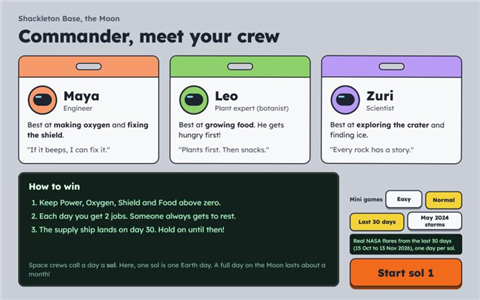 Shackleton Base, the Moon
Commander, meet your crew
Maya
Engineer
Best at making oxygen and fixing
the shield.
"If it beeps, I can fix it."
Leo
Plant expert (botanist)
Best at growing food. He gets
hungry first!
"Plants first. Then snacks."
Zuri
Scientist
Best at exploring the crater and
finding ice.
"Every rock has a story."
How to win
1. Keep Power, Oxygen, Shield and Food above zero.
2. Each day you get 2 jobs. Someone always gets to rest.
3. The supply ship lands on day 30. Hold on until then!
Space crews call a day a sol. Here, one sol is one Earth day. A full day on the Moon lasts about a
month!
Mini games
Easy
Normal
Last 30 days
May 2024
storms
Real NASA flares from the last 30 days
(15 Oct to 13 Nov 2026), one day per sol.
Start sol 1